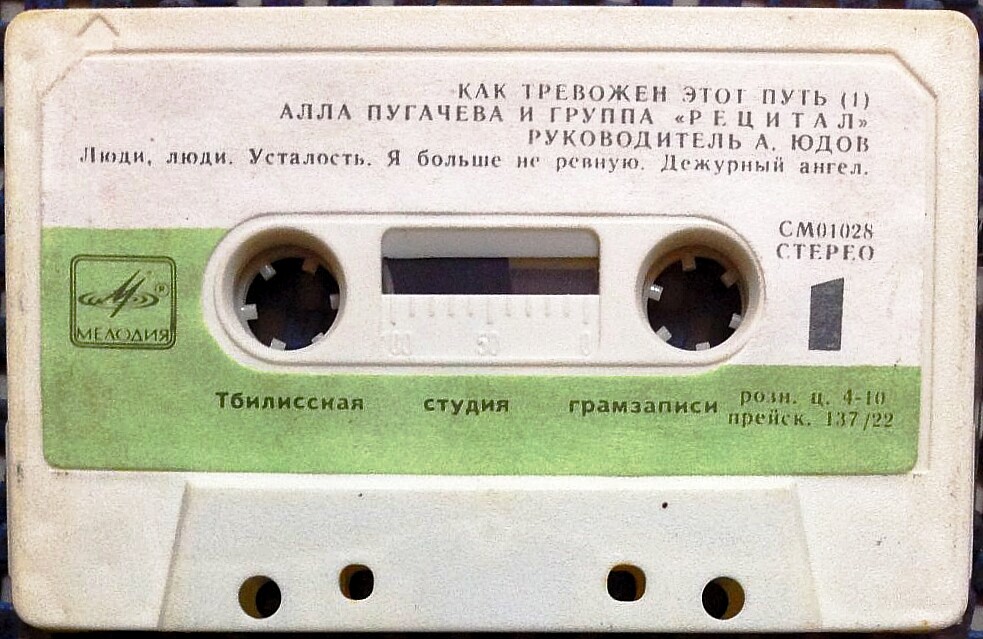 КАК ТРЕВОЖЕН ЭТОТ ПУТЬ (1)
АЛЛА ПУГАЧЕВА И ГРУППА «РЕЦИТАЛ»
РУКОВОДИТЕЛЬ А. ЮДОВ
Люди, люди. Усталость. Я больше не ревную. Дежурный ангел.
СМ01028
СТЕРЕО
1
®
МЕЛОДИЯ
100 50 0
Тбилисская студия грамзаписи
розн. ц. 4-10
прейск. 137/22